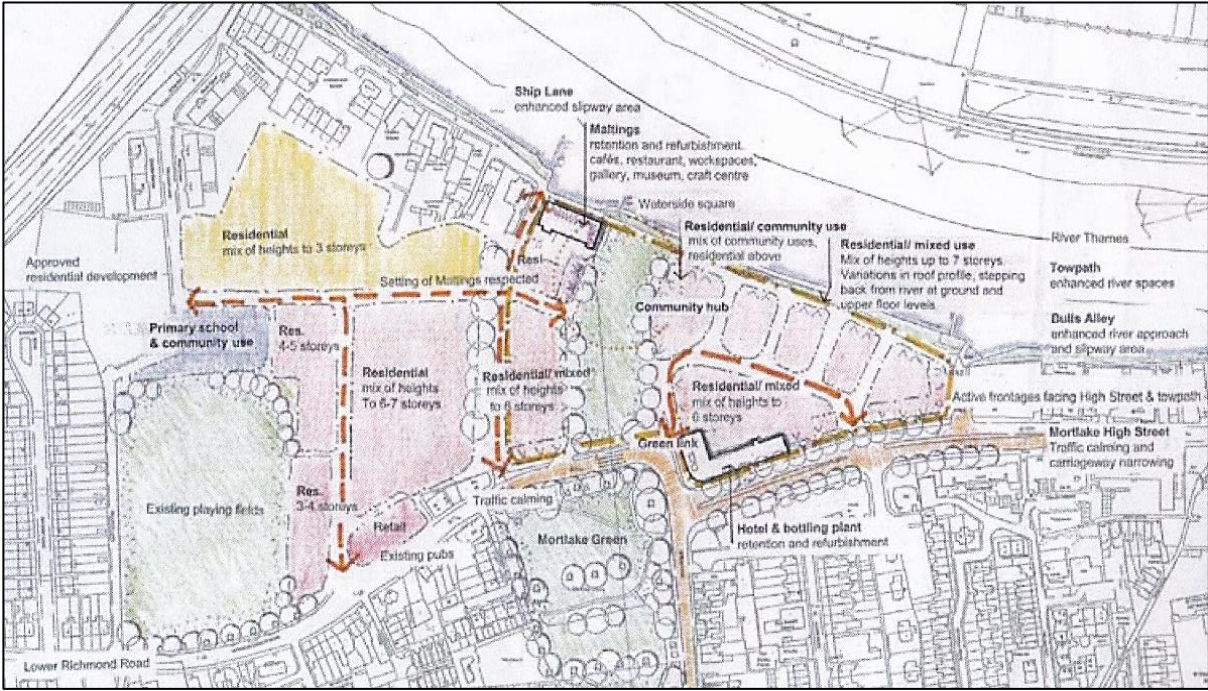 Ship Lane
enhanced slipway area
Maltings
retention and refurbishment.
cafés, restaurant, workspaces,
gallery, museum, craft centre
Waterside square
Residential/ community use
mix of community uses,
residential above
Residential/ mixed use
Mix of heights up to 7 storeys.
Variations in roof profile, stepping
back from river at ground and
upper floor levels
River Thames
Towpath
enhanced river spaces
Bulls Alley
enhanced river approach
and slipway area
Residential
mix of heights to 3 storeys
Approved
residential development
Resi
Setting of Maltings respected
Community hub
Primary school
& community use
Res.
4-5 storeys
Residential
mix of heights
To 6-7 storeys
Residential/ mixed
mix of heights
to 6 storeys
Residential/ mixed
mix of heights to
6 storeys
Active frontages facing High Street & towpath
Green link
Mortlake High Street
Traffic calming and
carriageway narrowing
Existing playing fields
Res.
3-4 storeys
Traffic calming
Retail
Existing pubs
Mortlake Green
Hotel & bottling plant
retention and refurbishment
Lower Richmond Road